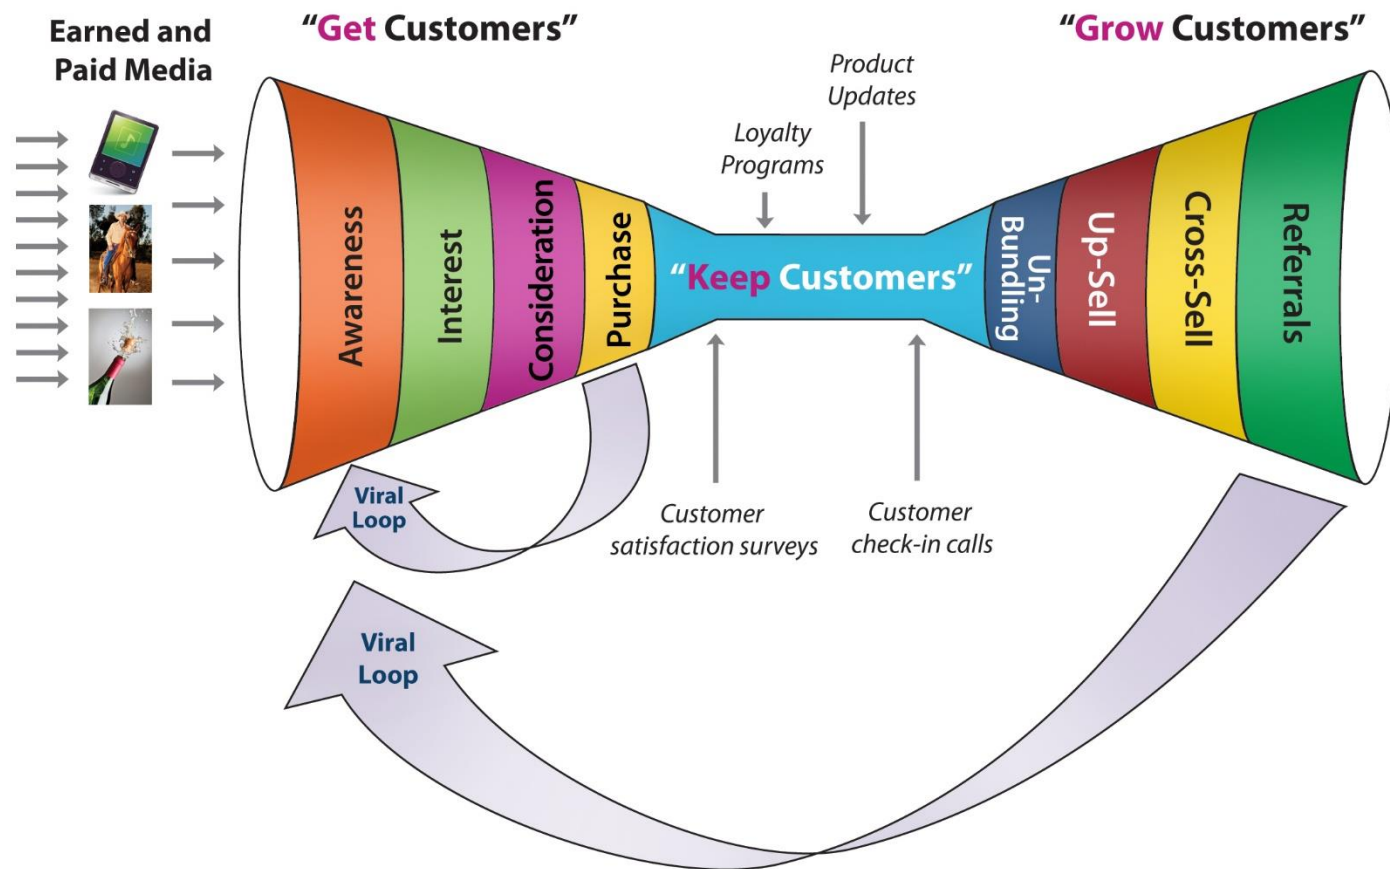 Earned and
Paid Media
“Get Customers”
“Grow Customers”
Product
Updates
Loyalty
Programs
Awareness
Interest
Consideration
Purchase
“Keep Customers”
Un-
Bundling
Up-Sell
Cross-Sell
Referrals
Viral
Loop
Customer
satisfaction surveys
Customer
check-in calls
Viral
Loop